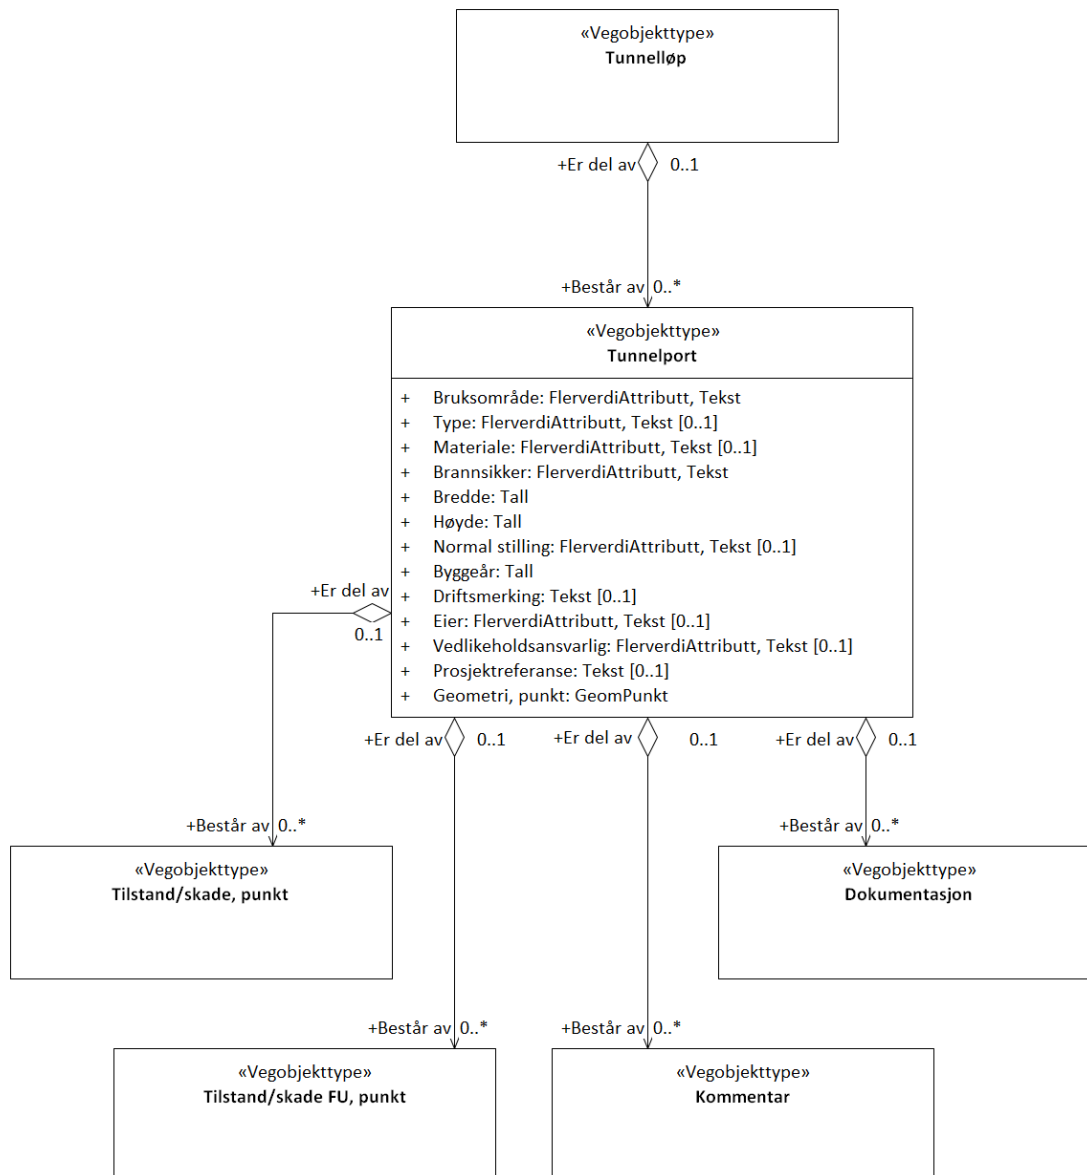 «Vegobjekttype»
Tunnelløp
+Er del av 0..1
+Består av 0..*
«Vegobjekttype»
Tunnelport
+ Bruksområde: FlerverdiAttributt, Tekst
+ Type: FlerverdiAttributt, Tekst [0..1]
+ Materiale: FlerverdiAttributt, Tekst [0..1]
+ Brannsikker: FlerverdiAttributt, Tekst
+ Bredde: Tall
+ Høyde: Tall
+ Normal stilling: FlerverdiAttributt, Tekst [0..1]
+ Byggeår: Tall
+ Driftsmerking: Tekst [0..1]
+ Eier: FlerverdiAttributt, Tekst [0..1]
+ Vedlikeholdsansvarlig: FlerverdiAttributt, Tekst [0..1]
+ Prosjektreferanse: Tekst [0..1]
+ Geometri, punkt: GeomPunkt
+Er del av
0..1
+Er del av 0..1
+Er del av 0..1
+Er del av 0..1
+Består av 0..*
«Vegobjekttype»
Tilstand/skade, punkt
+Består av 0..*
«Vegobjekttype»
Dokumentasjon
+Består av 0..*
«Vegobjekttype»
Tilstand/skade FU, punkt
+Består av 0..*
«Vegobjekttype»
Kommentar